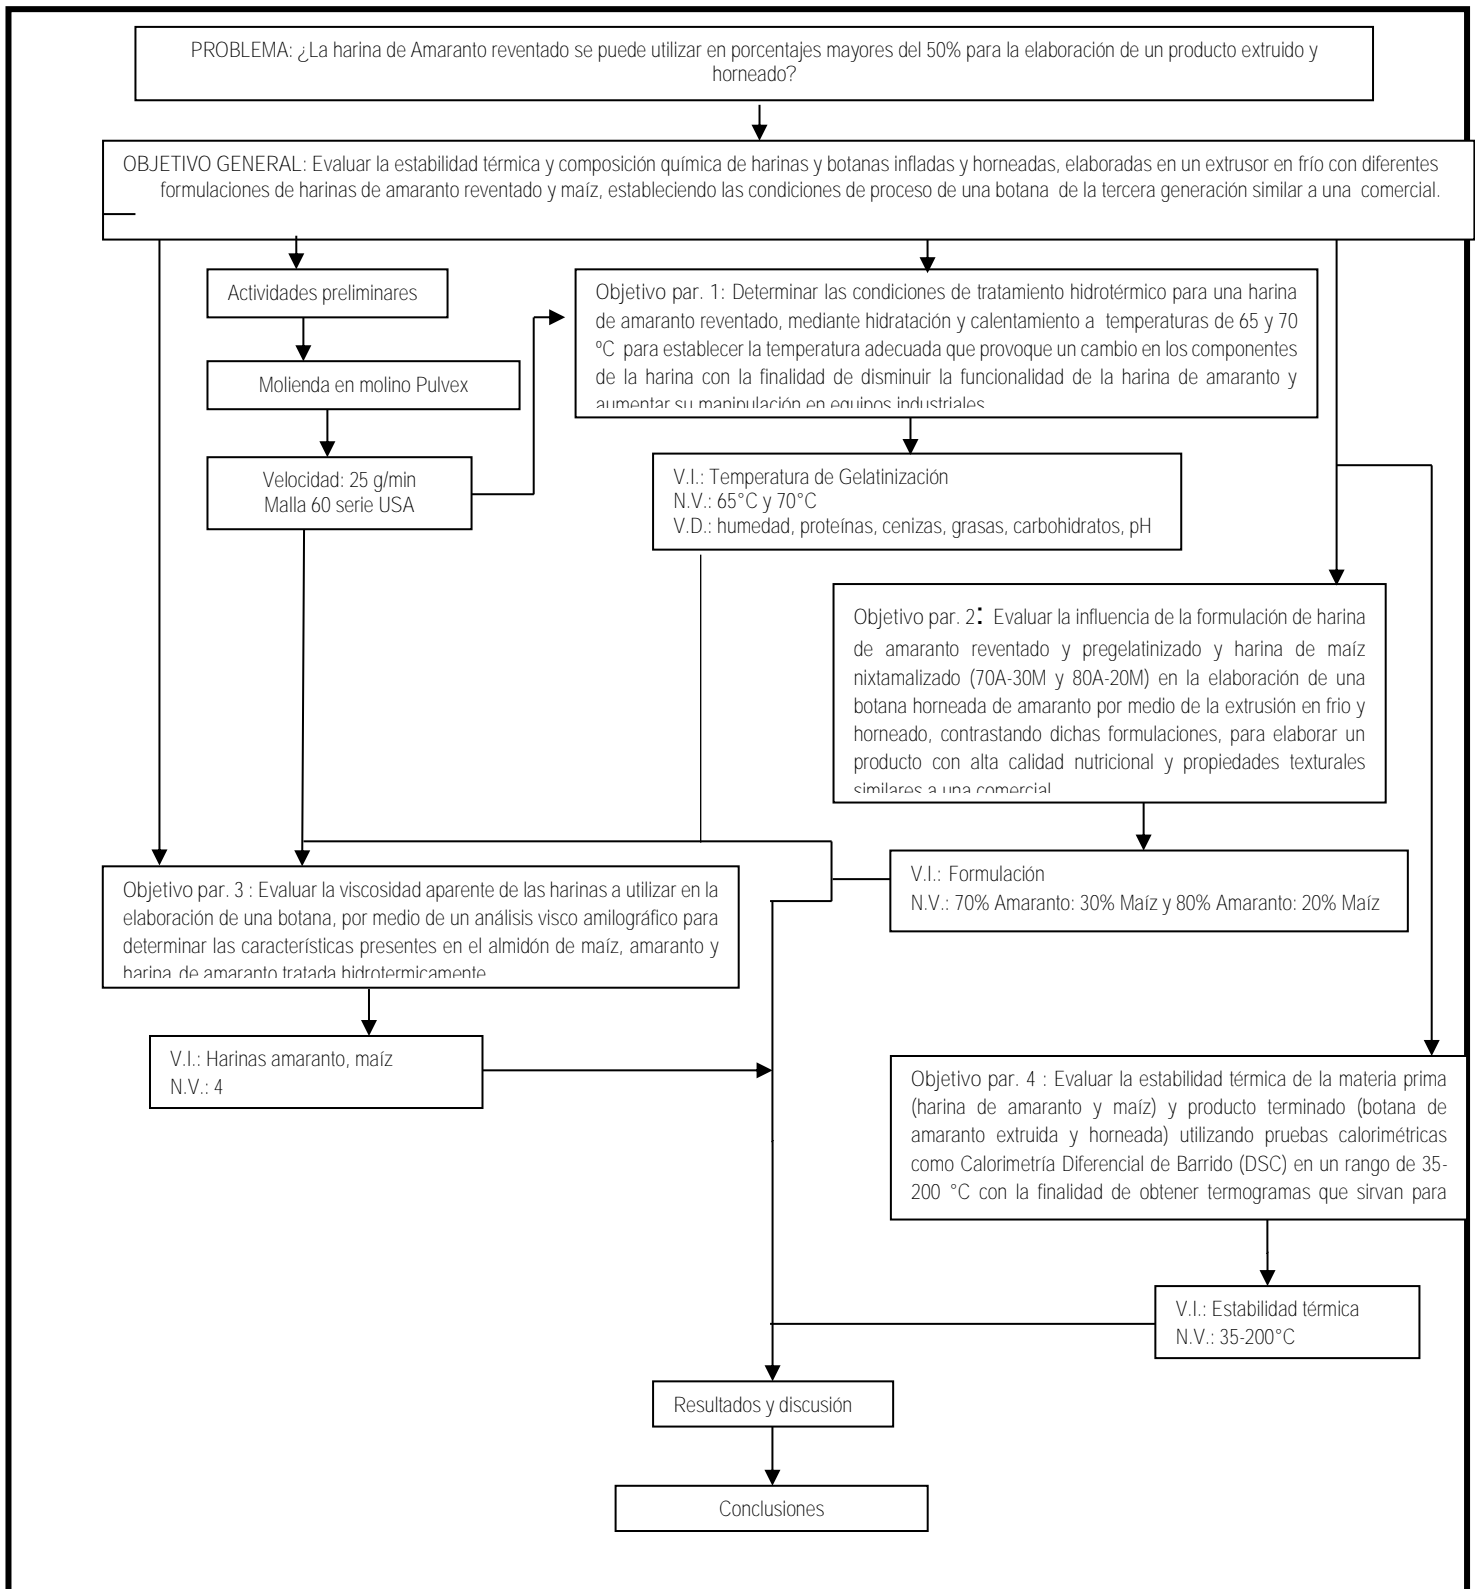 PROBLEMA: ¿La harina de Amaranto reventado se puede utilizar en porcentajes mayores del 50% para la elaboración de un producto extruido y
horneado?
OBJETIVO GENERAL: Evaluar la estabilidad térmica y composición química de harinas y botanas infladas y horneadas, elaboradas en un extrusor en frío con diferentes
formulaciones de harinas de amaranto reventado y maíz, estableciendo las condiciones de proceso de una botana de la tercera generación similar a una comercial.
Actividades preliminares
Molienda en molino Pulvex
Velocidad: 25 g/min
Malla 60 serie USA
Objetivo par. 1: Determinar las condiciones de tratamiento hidrotérmico para una harina
de amaranto reventado, mediante hidratación y calentamiento a temperaturas de 65 y 70
ºC para establecer la temperatura adecuada que provoque un cambio en los componentes
de la harina con la finalidad de disminuir la funcionalidad de la harina de amaranto y
aumentar su manipulación en equipos industriales
V.I.: Temperatura de Gelatinización
N.V.: 65°C y 70°C
V.D.: humedad, proteínas, cenizas, grasas, carbohidratos, pH
Objetivo par. 2: Evaluar la influencia de la formulación de harina
de amaranto reventado y pregelatinizado y harina de maíz
nixtamalizado (70A-30M y 80A-20M) en la elaboración de una
botana horneada de amaranto por medio de la extrusión en frio y
horneado, contrastando dichas formulaciones, para elaborar un
producto con alta calidad nutricional y propiedades texturales
similares a una comercial
V.I.: Formulación
N.V.: 70% Amaranto: 30% Maíz y 80% Amaranto: 20% Maíz
Objetivo par. 3 : Evaluar la viscosidad aparente de las harinas a utilizar en la
elaboración de una botana, por medio de un análisis visco amilográfico para
determinar las características presentes en el almidón de maíz, amaranto y
harina de amaranto tratada hidrotermicamente
V.I.: Harinas amaranto, maíz
N.V.: 4
Objetivo par. 4 : Evaluar la estabilidad térmica de la materia prima
(harina de amaranto y maíz) y producto terminado (botana de
amaranto extruida y horneada) utilizando pruebas calorimétricas
como Calorimetría Diferencial de Barrido (DSC) en un rango de 35-
200 °C con la finalidad de obtener termogramas que sirvan para
V.I.: Estabilidad térmica
N.V.: 35-200°C
Resultados y discusión
Conclusiones